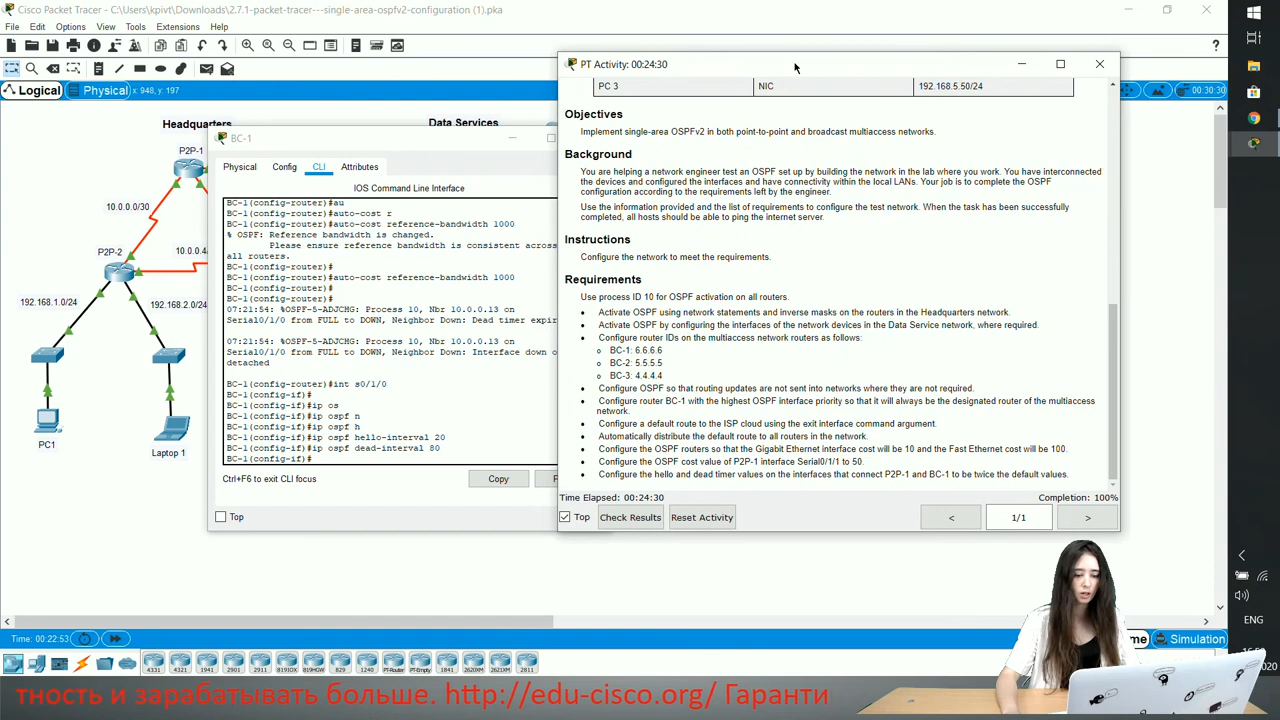 Cisco Packet Tracer - C:\Users\kpivt\Downloads\2.7.1-packet-tracer---single-area-ospfv2-configuration (1).pka
File Edit Options View Tools Extensions Help
Logical Physical x: 948, y: 197
00:30:00
Headquarters
Data Services
P2P-1
10.0.0.0/30
P2P-2
10.0.0.4/
192.168.1.0/24
192.168.2.0/24
PC1
Laptop 1
BC-1
Physical Config CLI Attributes
IOS Command Line Interface
BC-1(config-router)#au
BC-1(config-router)#auto-cost r
BC-1(config-router)#auto-cost reference-bandwidth 1000
% OSPF: Reference bandwidth is changed.
Please ensure reference bandwidth is consistent across
all routers.
BC-1(config-router)#
BC-1(config-router)#auto-cost reference-bandwidth 1000
BC-1(config-router)#
BC-1(config-router)#
07:21:54: %OSPF-5-ADJCHG: Process 10, Nbr 10.0.0.13 on
Serial0/1/0 from FULL to DOWN, Neighbor Down: Dead timer expir
07:21:54: %OSPF-5-ADJCHG: Process 10, Nbr 10.0.0.13 on
Serial0/1/0 from FULL to DOWN, Neighbor Down: Interface down o
detached
BC-1(config-router)#int s0/1/0
BC-1(config-if)#
BC-1(config-if)#ip os
BC-1(config-if)#ip ospf n
BC-1(config-if)#ip ospf h
BC-1(config-if)#ip ospf hello-interval 20
BC-1(config-if)#ip ospf dead-interval 80
BC-1(config-if)#
Ctrl+F6 to exit CLI focus
Copy
P
Top
PT Activity: 00:24:30
PC 3 NIC 192.168.5.50/24
Objectives
Implement single-area OSPFv2 in both point-to-point and broadcast multiaccess networks.
Background
You are helping a network engineer test an OSPF set up by building the network in the lab where you work. You have interconnected
the devices and configured the interfaces and have connectivity within the local LANs. Your job is to complete the OSPF
configuration according to the requirements left by the engineer.
Use the information provided and the list of requirements to configure the test network. When the task has been successfully
completed, all hosts should be able to ping the internet server.
Instructions
Configure the network to meet the requirements.
Requirements
Use process ID 10 for OSPF activation on all routers.
• Activate OSPF using network statements and inverse masks on the routers in the Headquarters network.
• Activate OSPF by configuring the interfaces of the network devices in the Data Service network, where required.
• Configure router IDs on the multiaccess network routers as follows:
o BC-1: 6.6.6.6
o BC-2: 5.5.5.5
o BC-3: 4.4.4.4
• Configure OSPF so that routing updates are not sent into networks where they are not required.
• Configure router BC-1 with the highest OSPF interface priority so that it will always be the designated router of the multiaccess
network.
• Configure a default route to the ISP cloud using the exit interface command argument.
• Automatically distribute the default route to all routers in the network.
• Configure the OSPF routers so that the Gigabit Ethernet interface cost will be 10 and the Fast Ethernet cost will be 100.
• Configure the OSPF cost value of P2P-1 interface Serial0/1/1 to 50.
• Configure the hello and dead timer values on the interfaces that connect P2P-1 and BC-1 to be twice the default values.
Time Elapsed: 00:24:30
Completion: 100%
Top Check Results Reset Activity < 1/1 >
ENG
Time: 00:22:53
me Simulation
4331 4321 1941 2901 2911 819IOX 819HGW 829 1240 PT-Router PT-Empty 1841 2620XM 2621XM 2811
2020
тность и зарабатывать больше. http://edu-cisco.org/ Гаранти